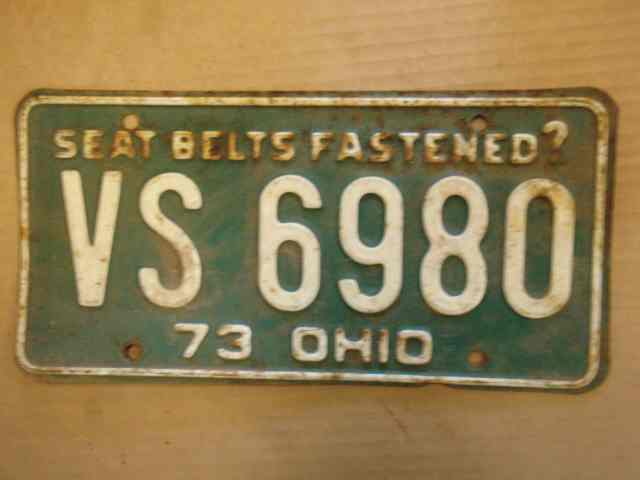 SEAT BELTS FASTENED?
VS 6980
73 OHIO